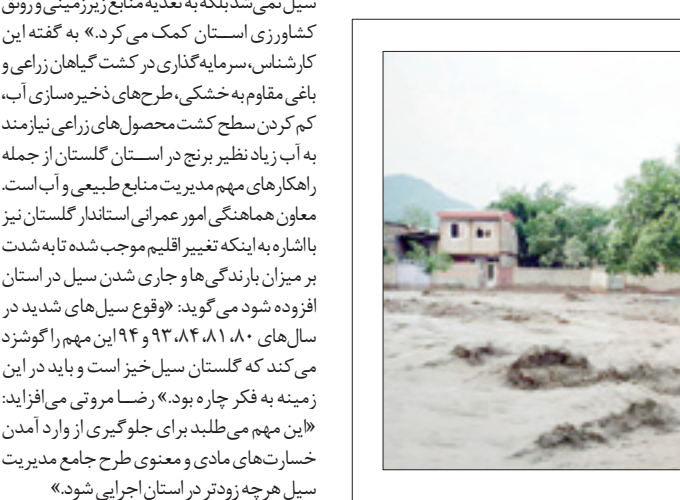 سیل نمی‌شد بلکه به تغذیه منابع زیرزمینی و رونق
کشاورزی استان کمک می‌کرد.» به گفته این
کارشناس، سرمایه‌گذاری در کشت گیاهان زراعی و
باغی مقاوم به خشکی، طرح‌های ذخیره‌سازی آب،
کم کردن سطح کشت محصول‌های زراعی نیازمند
به آب زیاد نظیر برنج در استان گلستان از جمله
راهکارهای مهم مدیریت منابع طبیعی و آب است.
معاون هماهنگی امور عمرانی استاندار گلستان نیز
با اشاره به اینکه تغییر اقلیم موجب شده تا به شدت
بر میزان بارندگی‌ها و جاری شدن سیل در استان
افزوده شود می‌گوید: «وقوع سیل‌های شدید در
سال‌های ۸۰، ۸۱، ۸۴، ۹۳ و ۹۴ این مهم را گوشزد
می‌کند که گلستان سیل‌خیز است و باید در این
زمینه به فکر چاره بود.» رضا مروتی می‌افزاید:
«این مهم می‌طلبد برای جلوگیری از وارد آمدن
خسارت‌های مادی و معنوی طرح جامع مدیریت
سیل هرچه زودتر در استان اجرایی شود.»